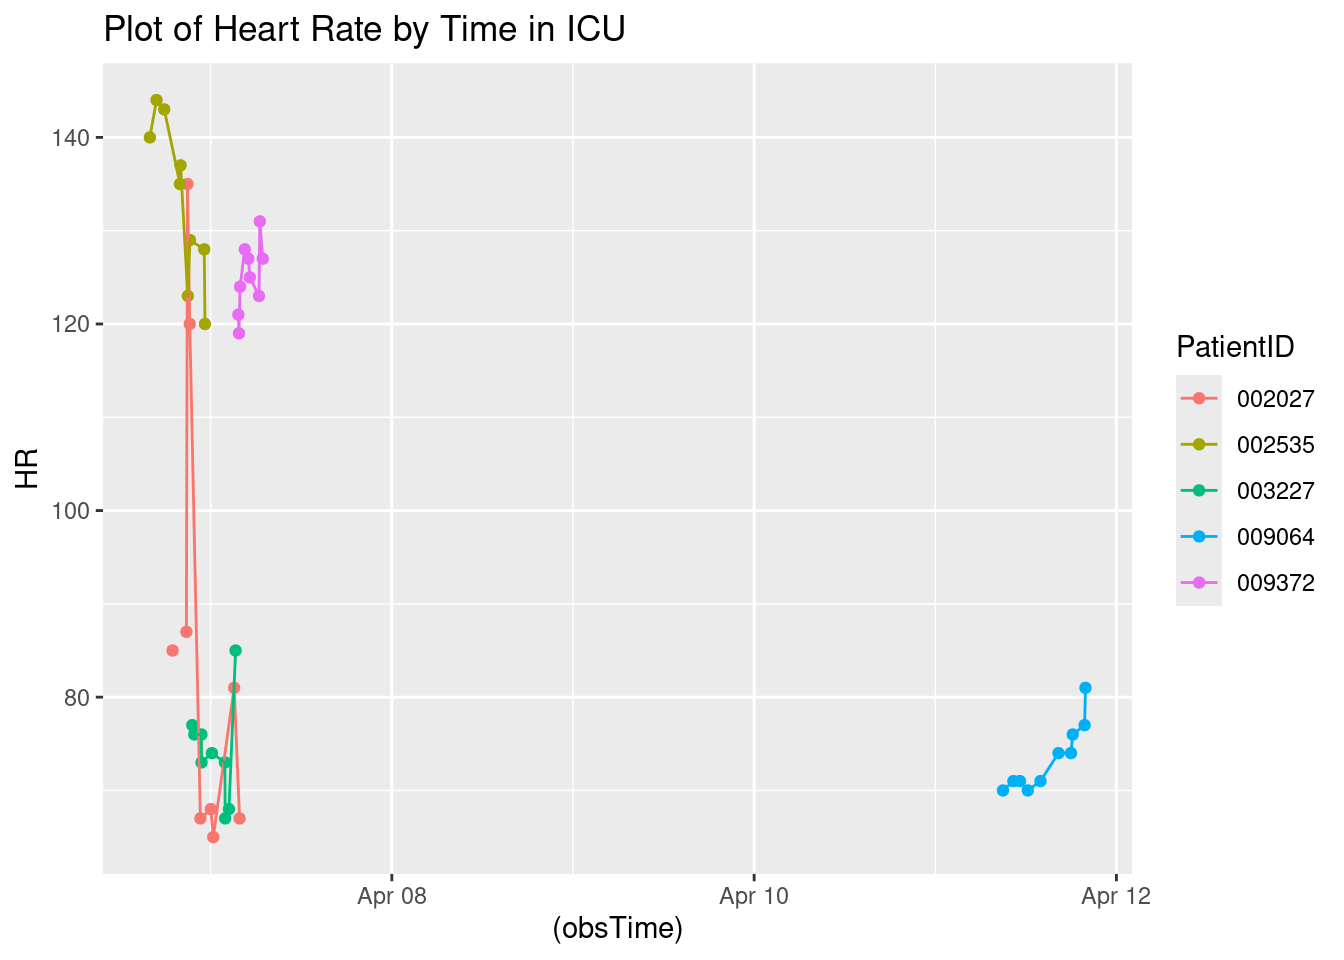 Plot of Heart Rate by Time in ICU
140
120
100
80
HR
Apr 08
Apr 10
Apr 12
(obsTime)
PatientID
002027
002535
003227
009064
009372